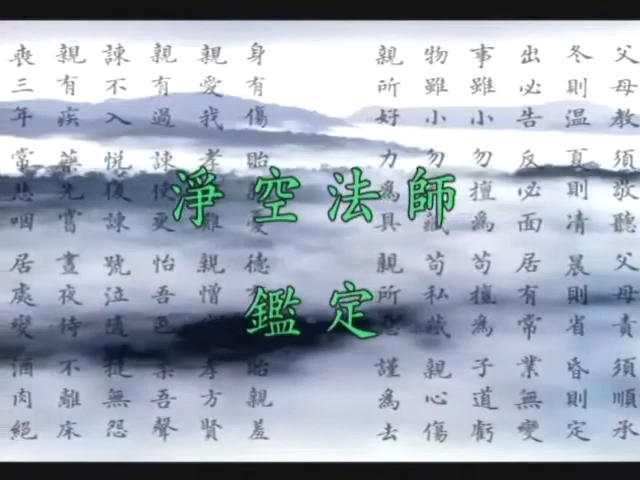 淨空法師
鑑定
父母教 須敬聽 父母責 須順承
冬則温 夏則凊 晨則省 昏則定
出必告 反必面 居有常 業無變
事雖小 勿擅為 苟擅為 子道虧
物雖小 勿藏 苟私藏 親心傷
親所好 力為具 親所 謹為去
身有傷 貽憂 德 貽親羞
親愛我 孝難 親憎 孝方賢
親有過 諫使更 怡吾色 柔吾聲
諫不入 悅復諫 號泣隨 撻無怨
親有疾 藥先嘗 晝夜侍 不離床
喪三年 常悲咽 居處變 酒肉絕